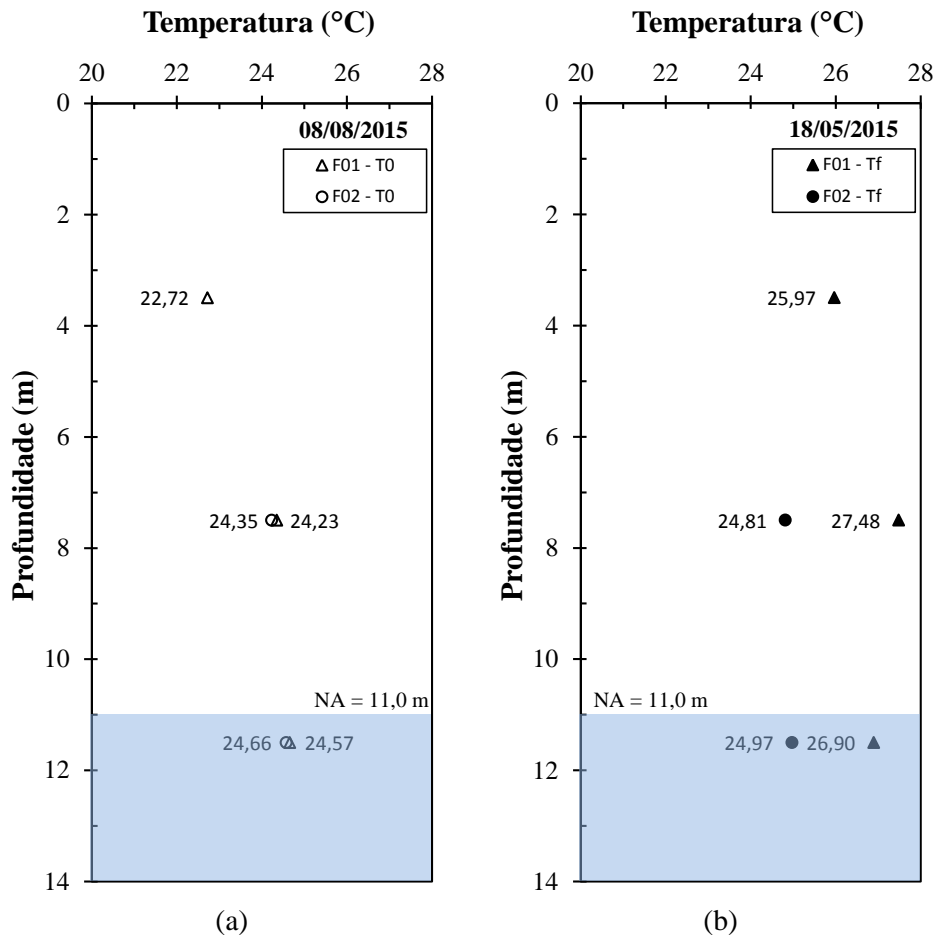 Temperatura (°C)
20 22 24 26 28
0
2
4
6
8
10
12
14
Profundidade (m)
08/08/2015
F01 - T0
F02 - T0
22,72
24,35 24,23
NA = 11,0 m
24,66 24,57
(a)
Temperatura (°C)
20 22 24 26 28
0
2
4
6
8
10
12
14
Profundidade (m)
18/05/2015
F01 - Tf
F02 - Tf
25,97
24,81 27,48
NA = 11,0 m
24,97 26,90
(b)